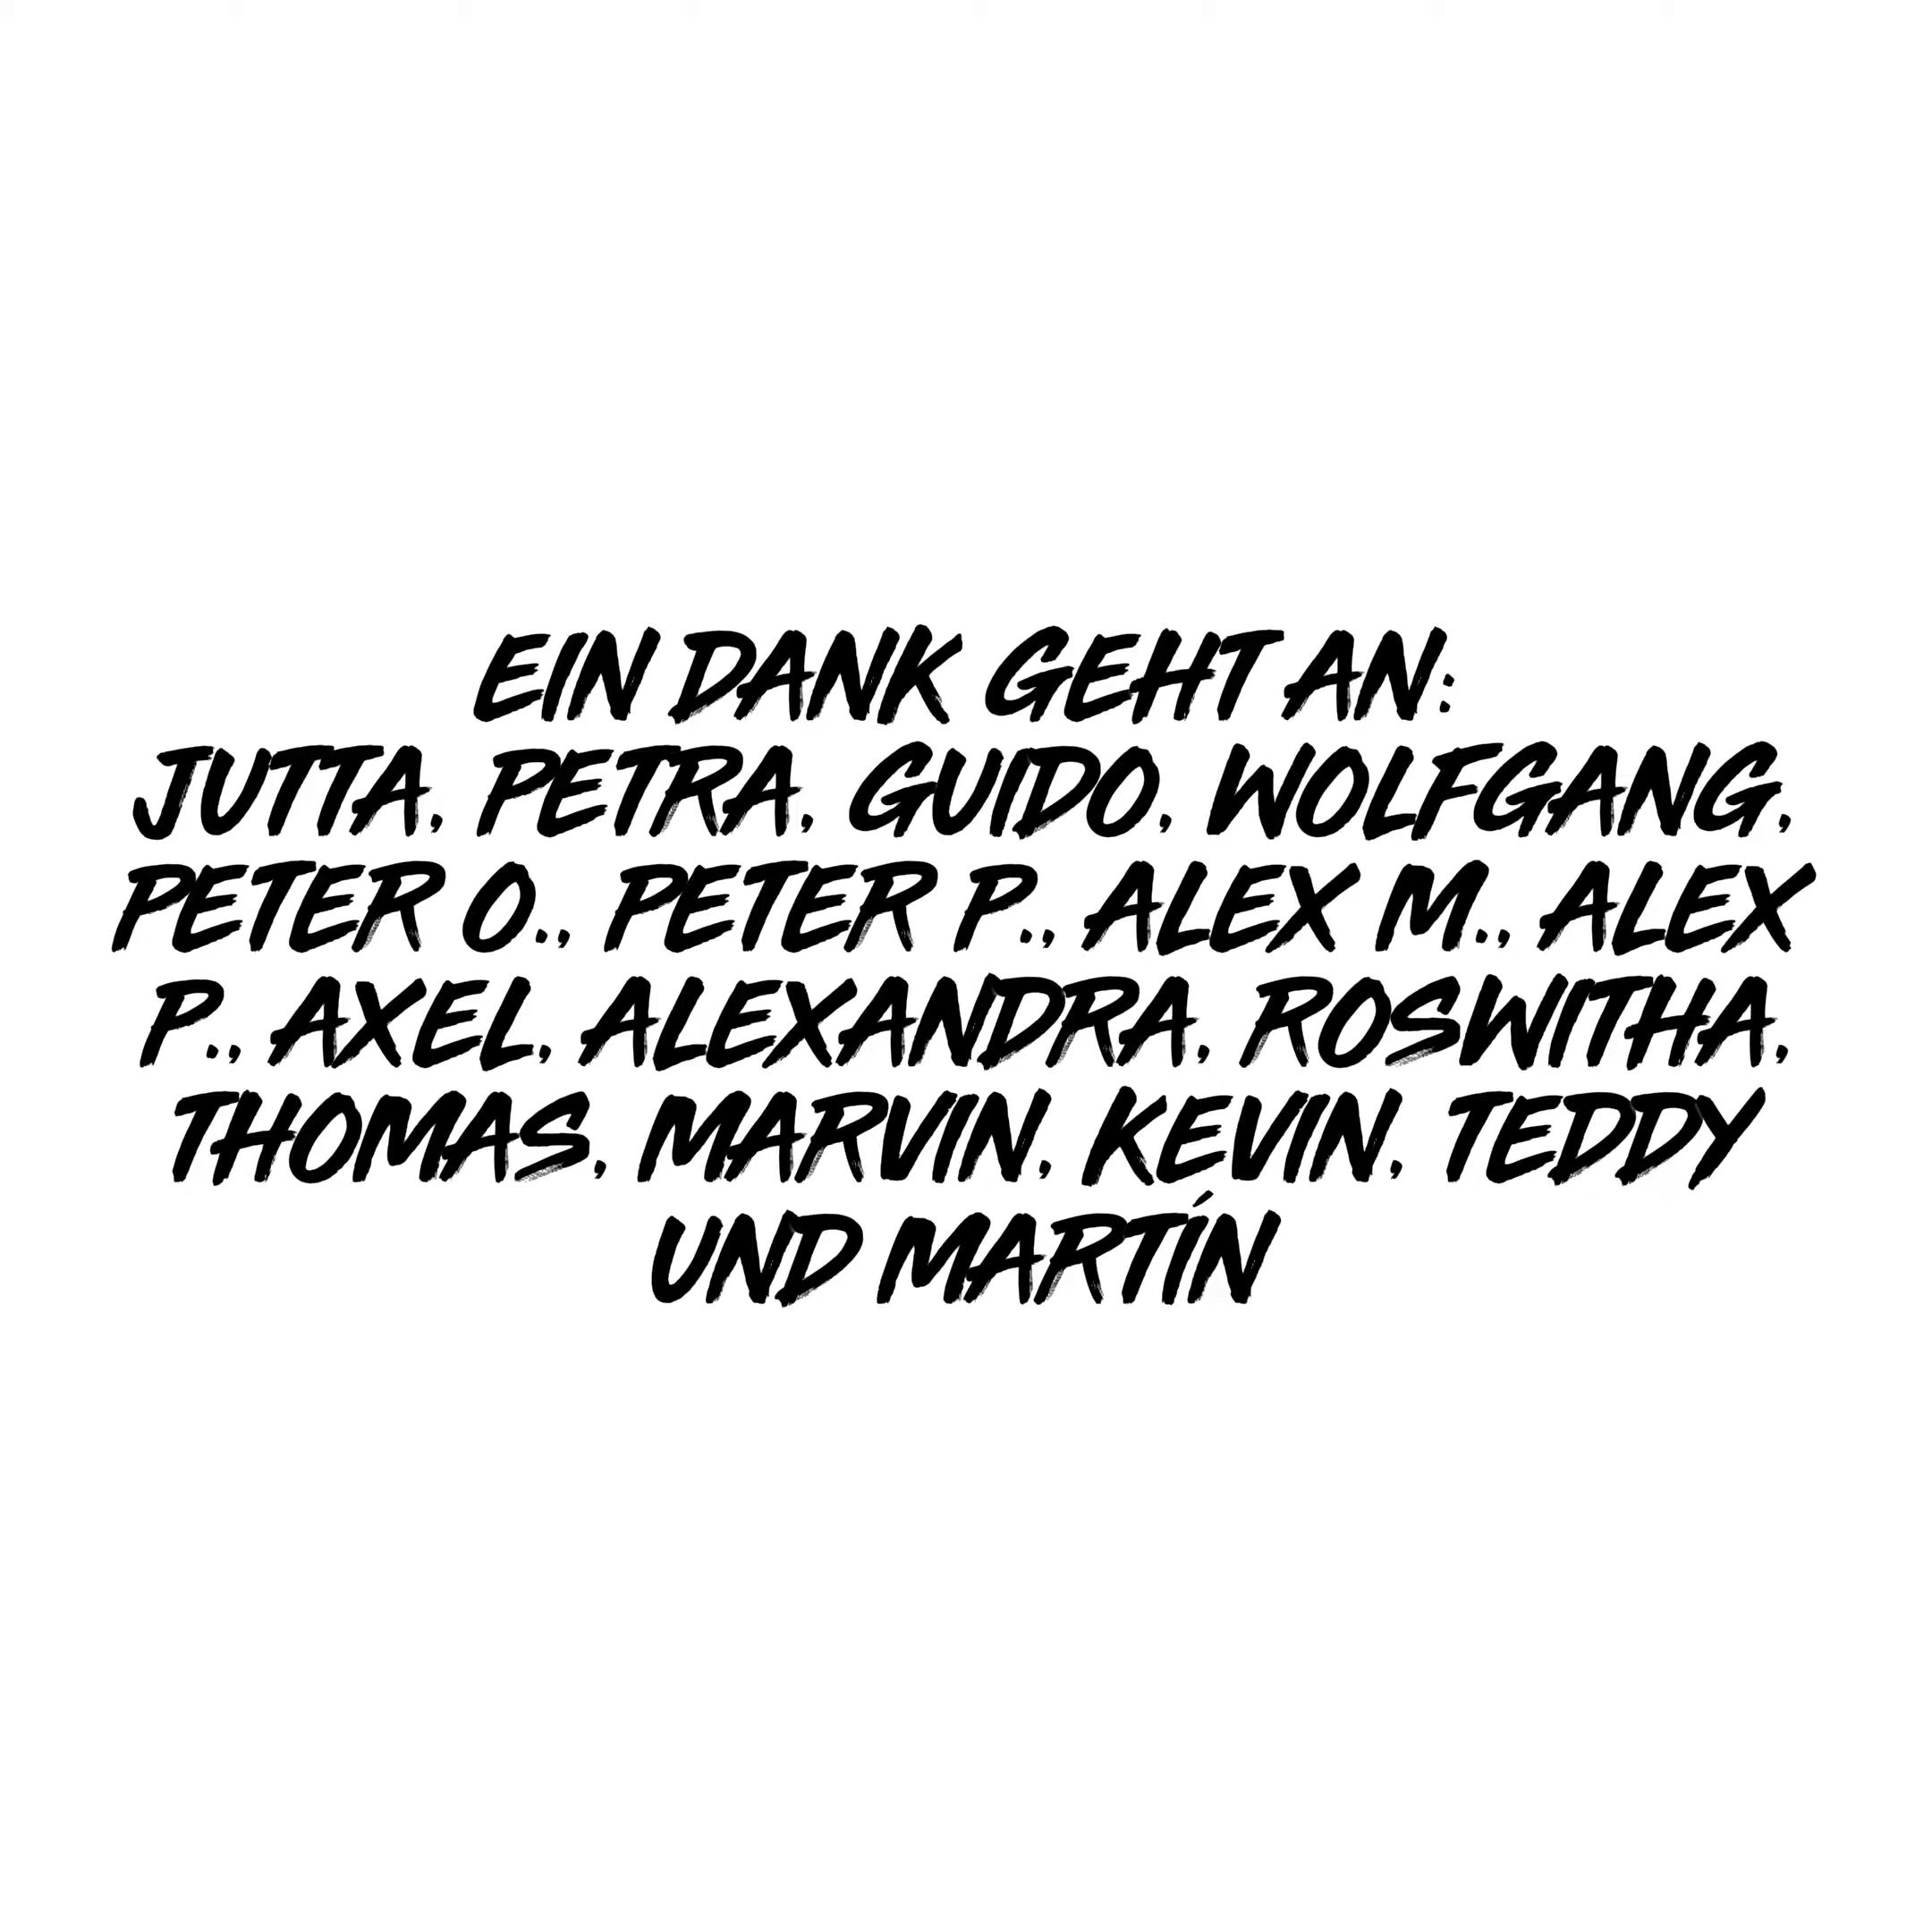 EIN DANK GEHT AN:
JUTTA, PETRA, GUIDO, WOLFGANG,
PETER O., PETER P., ALEX M., ALEX
P., AXEL, ALEXANDRA, ROSWITHA,
THOMAS, MARVIN, KEVIN, TEDDY
UND MARTÍN